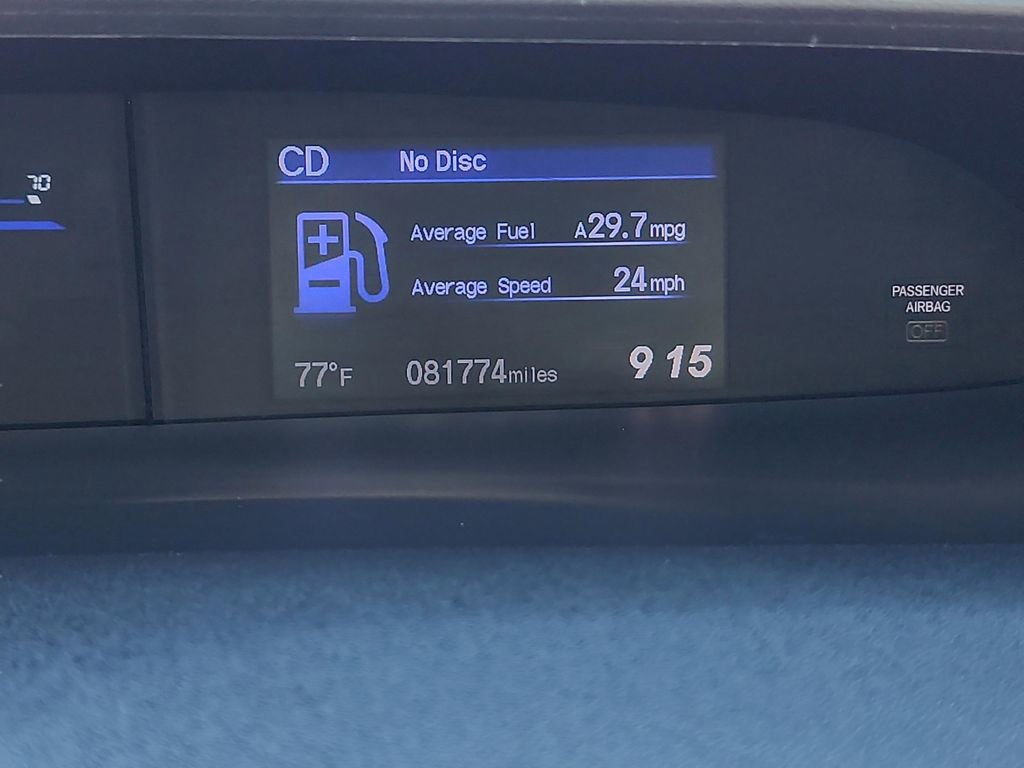 70
CD No Disc
Average Fuel A29.7mpg
Average Speed 24mph
77°F 081774miles 9 15
PASSENGER
AIRBAG
OFF